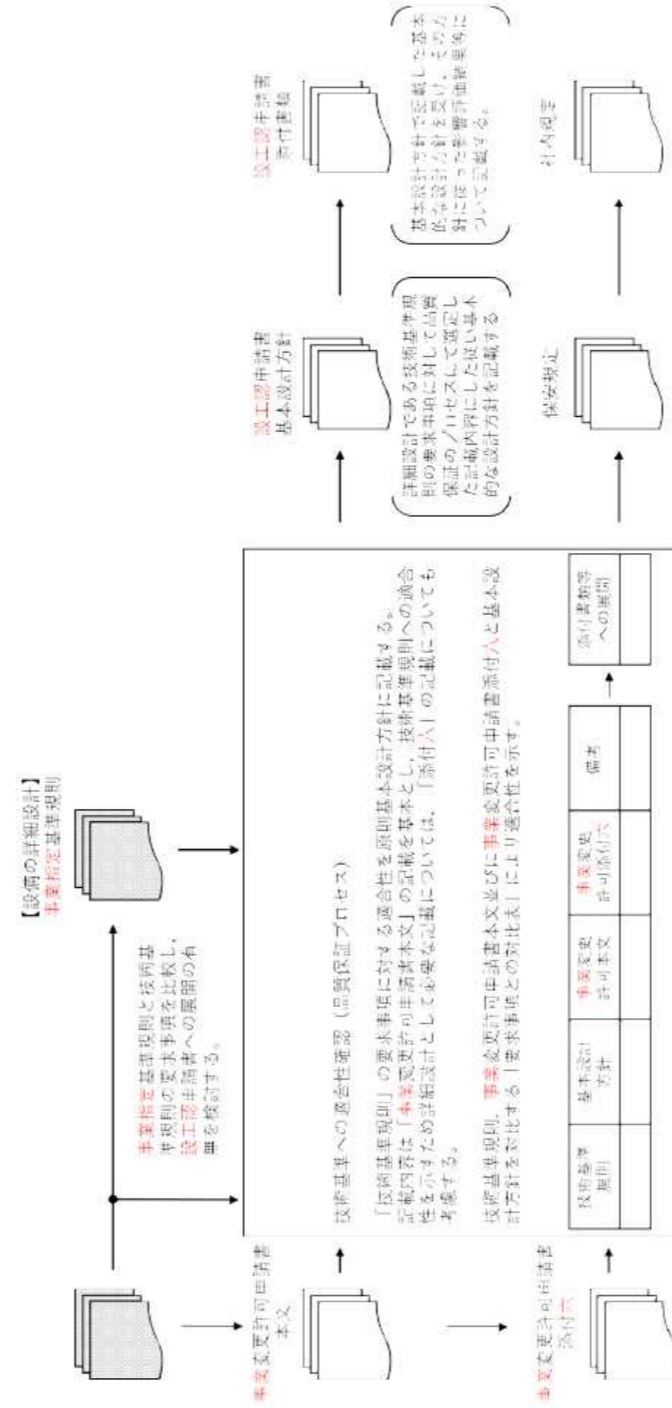 【設備の詳細設計】
事業指定基準規則
事業指定基準規則と技術基
準規則の要求事項を比較し、
設工認申請書への展開の有
無を検討する。
事業変更許可申請書
本文
事業変更許可申請書
添付六
技術基準への適合性確認(品質保証プロセス)
「技術基準規則」の要求事項に対する適合性を原則基本設計方針に記載する。
記載内容は「事業変更許可申請書本文」の記載を基本とし、技術基準規則への適合
性を示すため詳細設計として必要な記載については、「添付六」の記載についても
考慮する。
技術基準規則、事業変更許可申請書本文並びに事業変更許可申請書添付六と基本設
計方針を対比する「要求事項との対比表」により適合性を示す。
技術基準
規則
基本設計
方針
事業変更
許可本文
事業変更
許可添付六
備考
添付書類等
への展開
設工認申請書
基本設計方針
詳細設計である技術基準規
則の要求事項に対して品質
保証のプロセスにて選定し
た記載内容にした従い基本
的な設計方針を記載する
保安規定
設工認申請書
添付書類
基本設計方針で記載した基本
的な設計方針を受け、その方
針に従った影響評価結果等に
ついて記載する。
社内規定